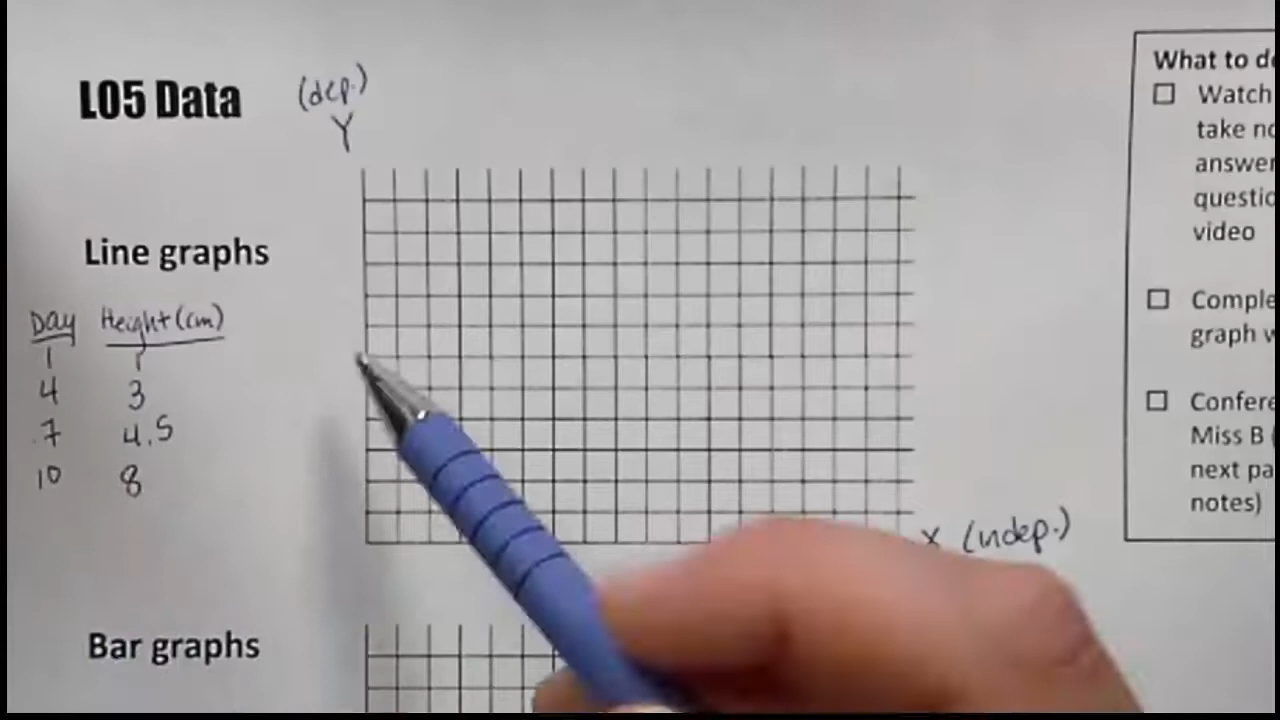 L05 Data
(dep.)
Y
Line graphs
Day Height (cm)
1 1
4 3
7 4.5
10 8
X (indep.)
Bar graphs
What to d
Watch
take no
answer
questio
video
Comple
graph w
Confere
Miss B (
next pa
notes)